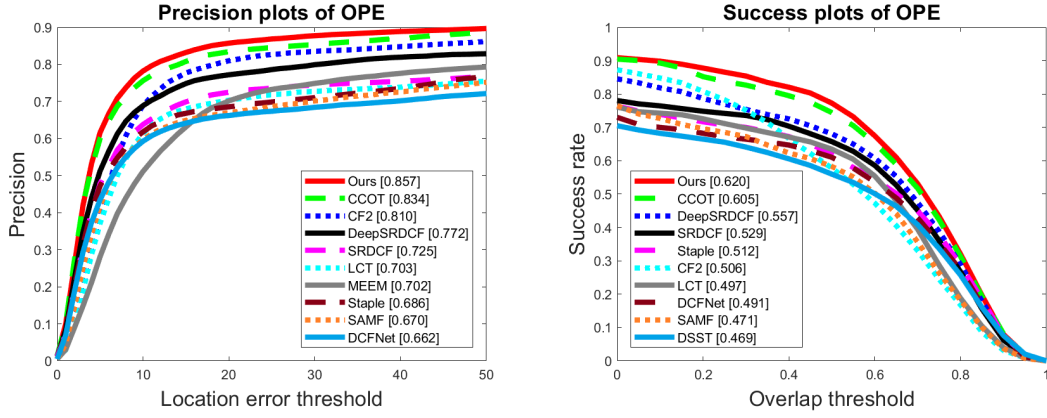 Precision plots of OPE
0.9
0.8
0.7
0.6
0.5
0.4
0.3
0.2
0.1
0
Precision
Ours [0.857]
CCOT [0.834]
CF2 [0.810]
DeepSRDCF [0.772]
SRDCF [0.725]
LCT [0.703]
MEEM [0.702]
Staple [0.686]
SAMF [0.670]
DCFNet [0.662]
0 10 20 30 40 50
Location error threshold
Success plots of OPE
1
0.9
0.8
0.7
0.6
0.5
0.4
0.3
0.2
0.1
0
Success rate
Ours [0.620]
CCOT [0.605]
DeepSRDCF [0.557]
SRDCF [0.529]
Staple [0.512]
CF2 [0.506]
LCT [0.497]
DCFNet [0.491]
SAMF [0.471]
DSST [0.469]
0 0.2 0.4 0.6 0.8 1
Overlap threshold